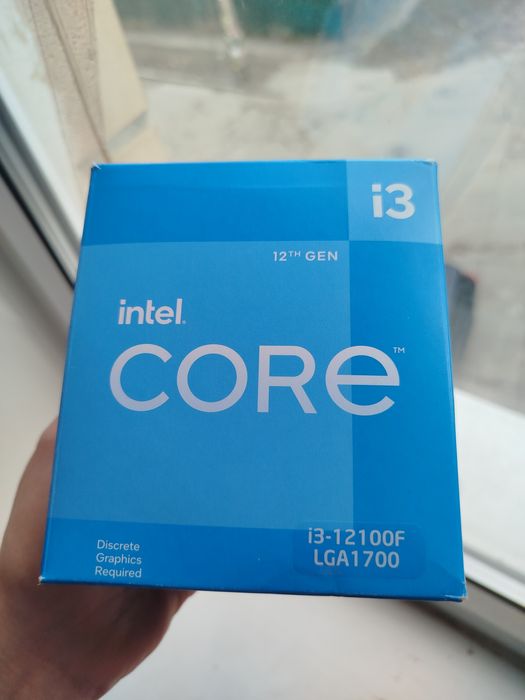 i3
12TH GEN
intel.
CORE™
i3-12100F
LGA1700
Discrete
Graphics
Required